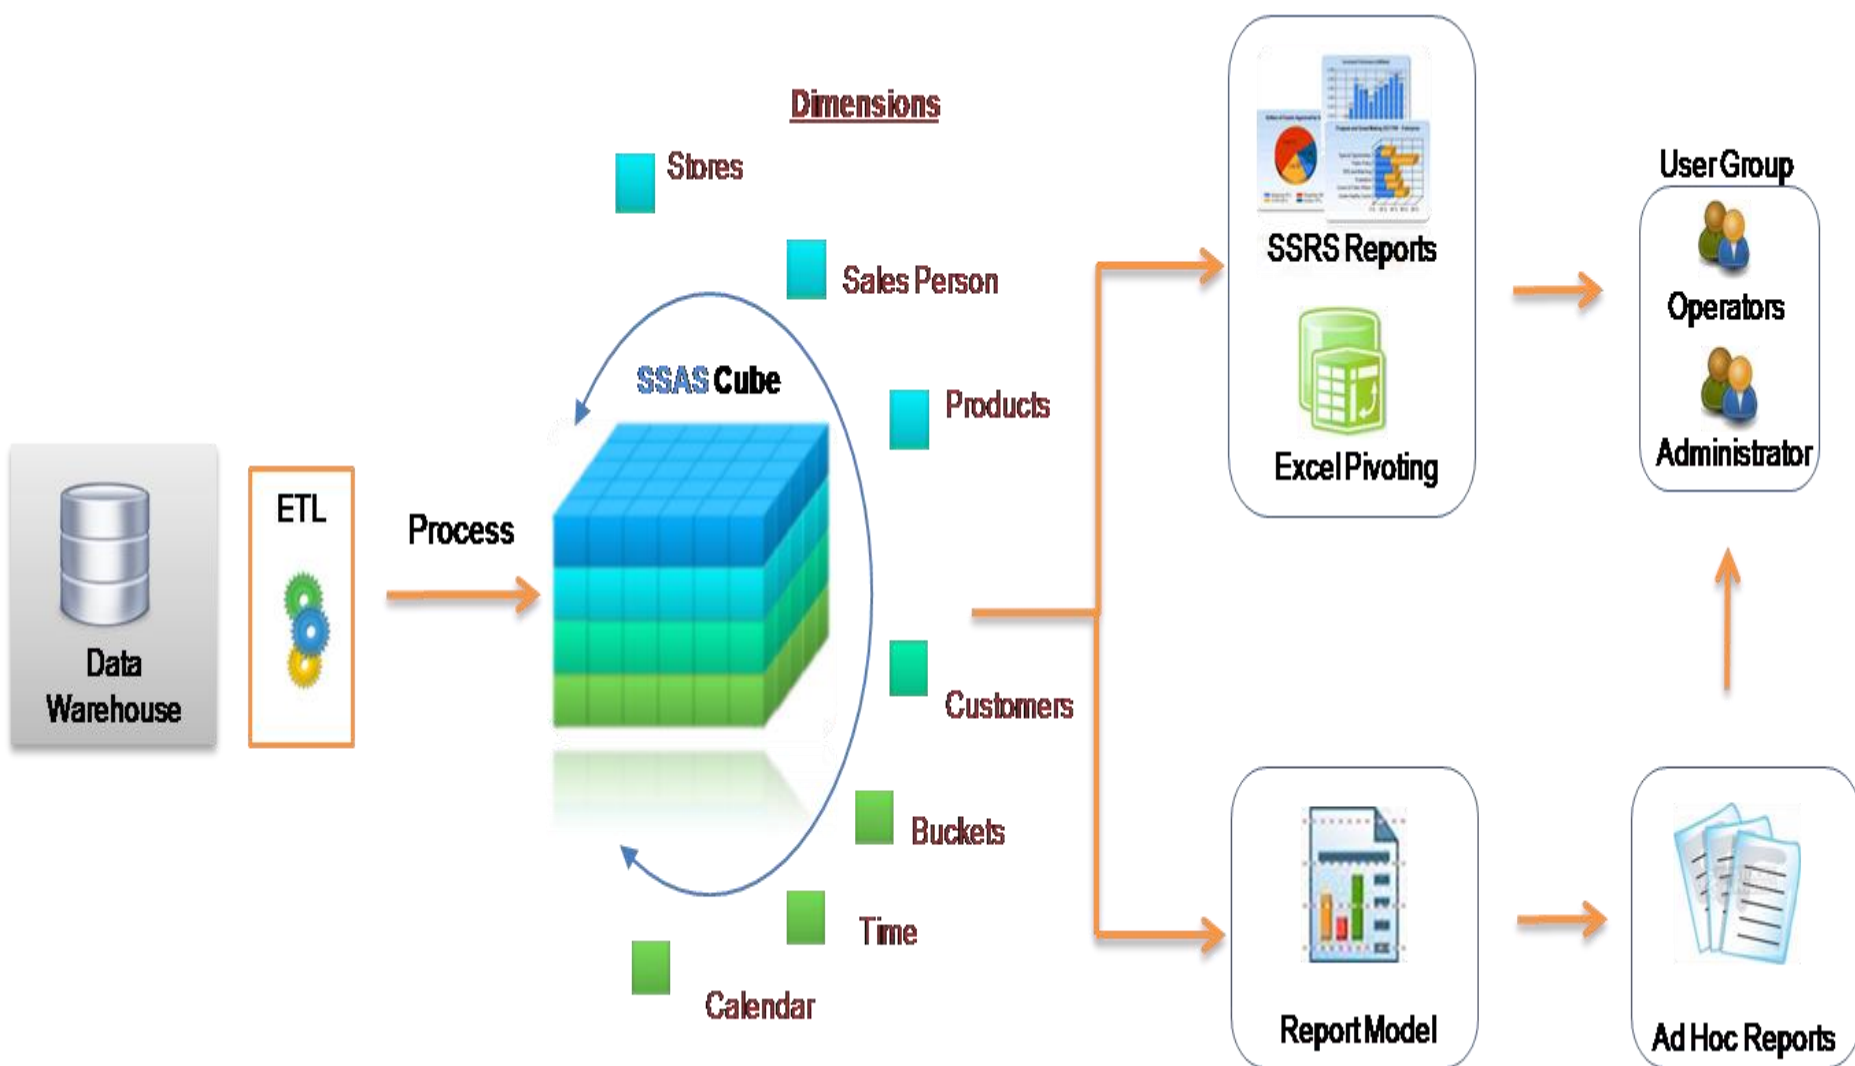 Dimensions
Stores
Sales Person
SSAS Cube
Products
Customers
Buckets
Time
Calendar
Data
Warehouse
ETL
Process
SSRS Reports
Excel Pivoting
User Group
Operators
Administrator
Report Model
Ad Hoc Reports